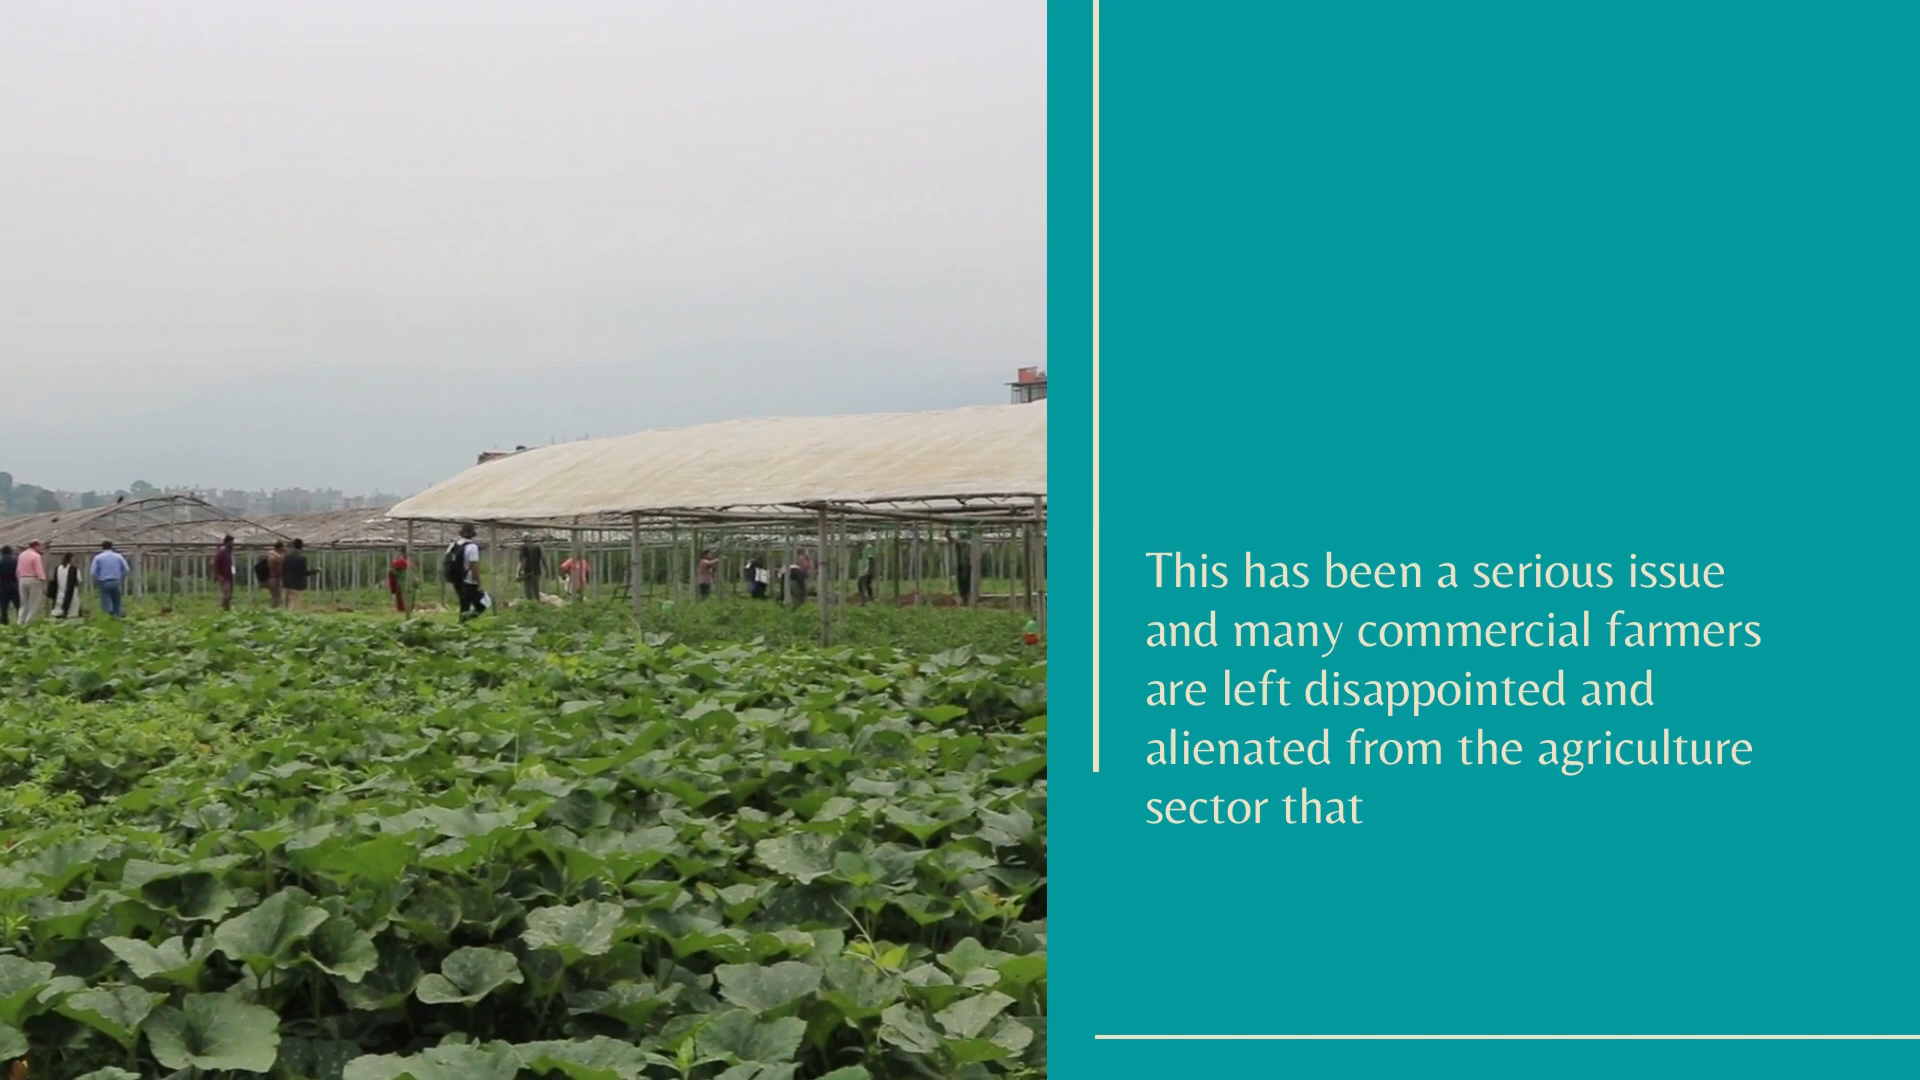 This has been a serious issue
and many commercial farmers
are left disappointed and
alienated from the agriculture
sector that